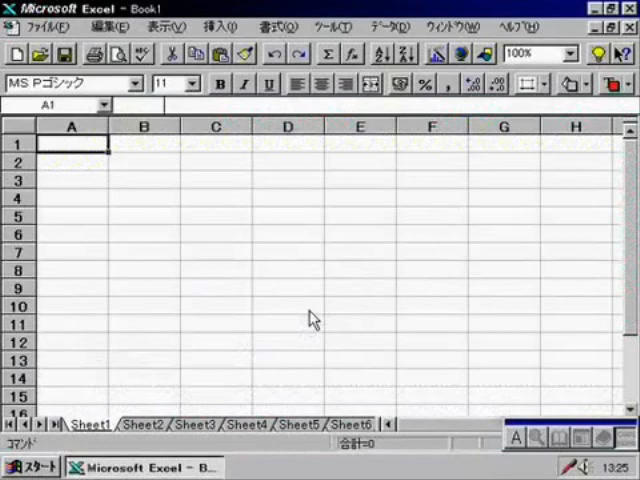 Microsoft Excel - Book1
ファイル(F) 編集(E) 表示(V) 挿入(I) 書式(O) ツール(T) データ(D) ウィンドウ(W) ヘルプ(H)
100%
MS Pゴシック 11 B I U
A1
A B C D E F G H
1
2
3
4
5
6
7
8
9
10
11
12
13
14
15
16
Sheet1 Sheet2 Sheet3 Sheet4 Sheet5 Sheet6
コマンド 合計=0 A
スタート Microsoft Excel - B... 13:25